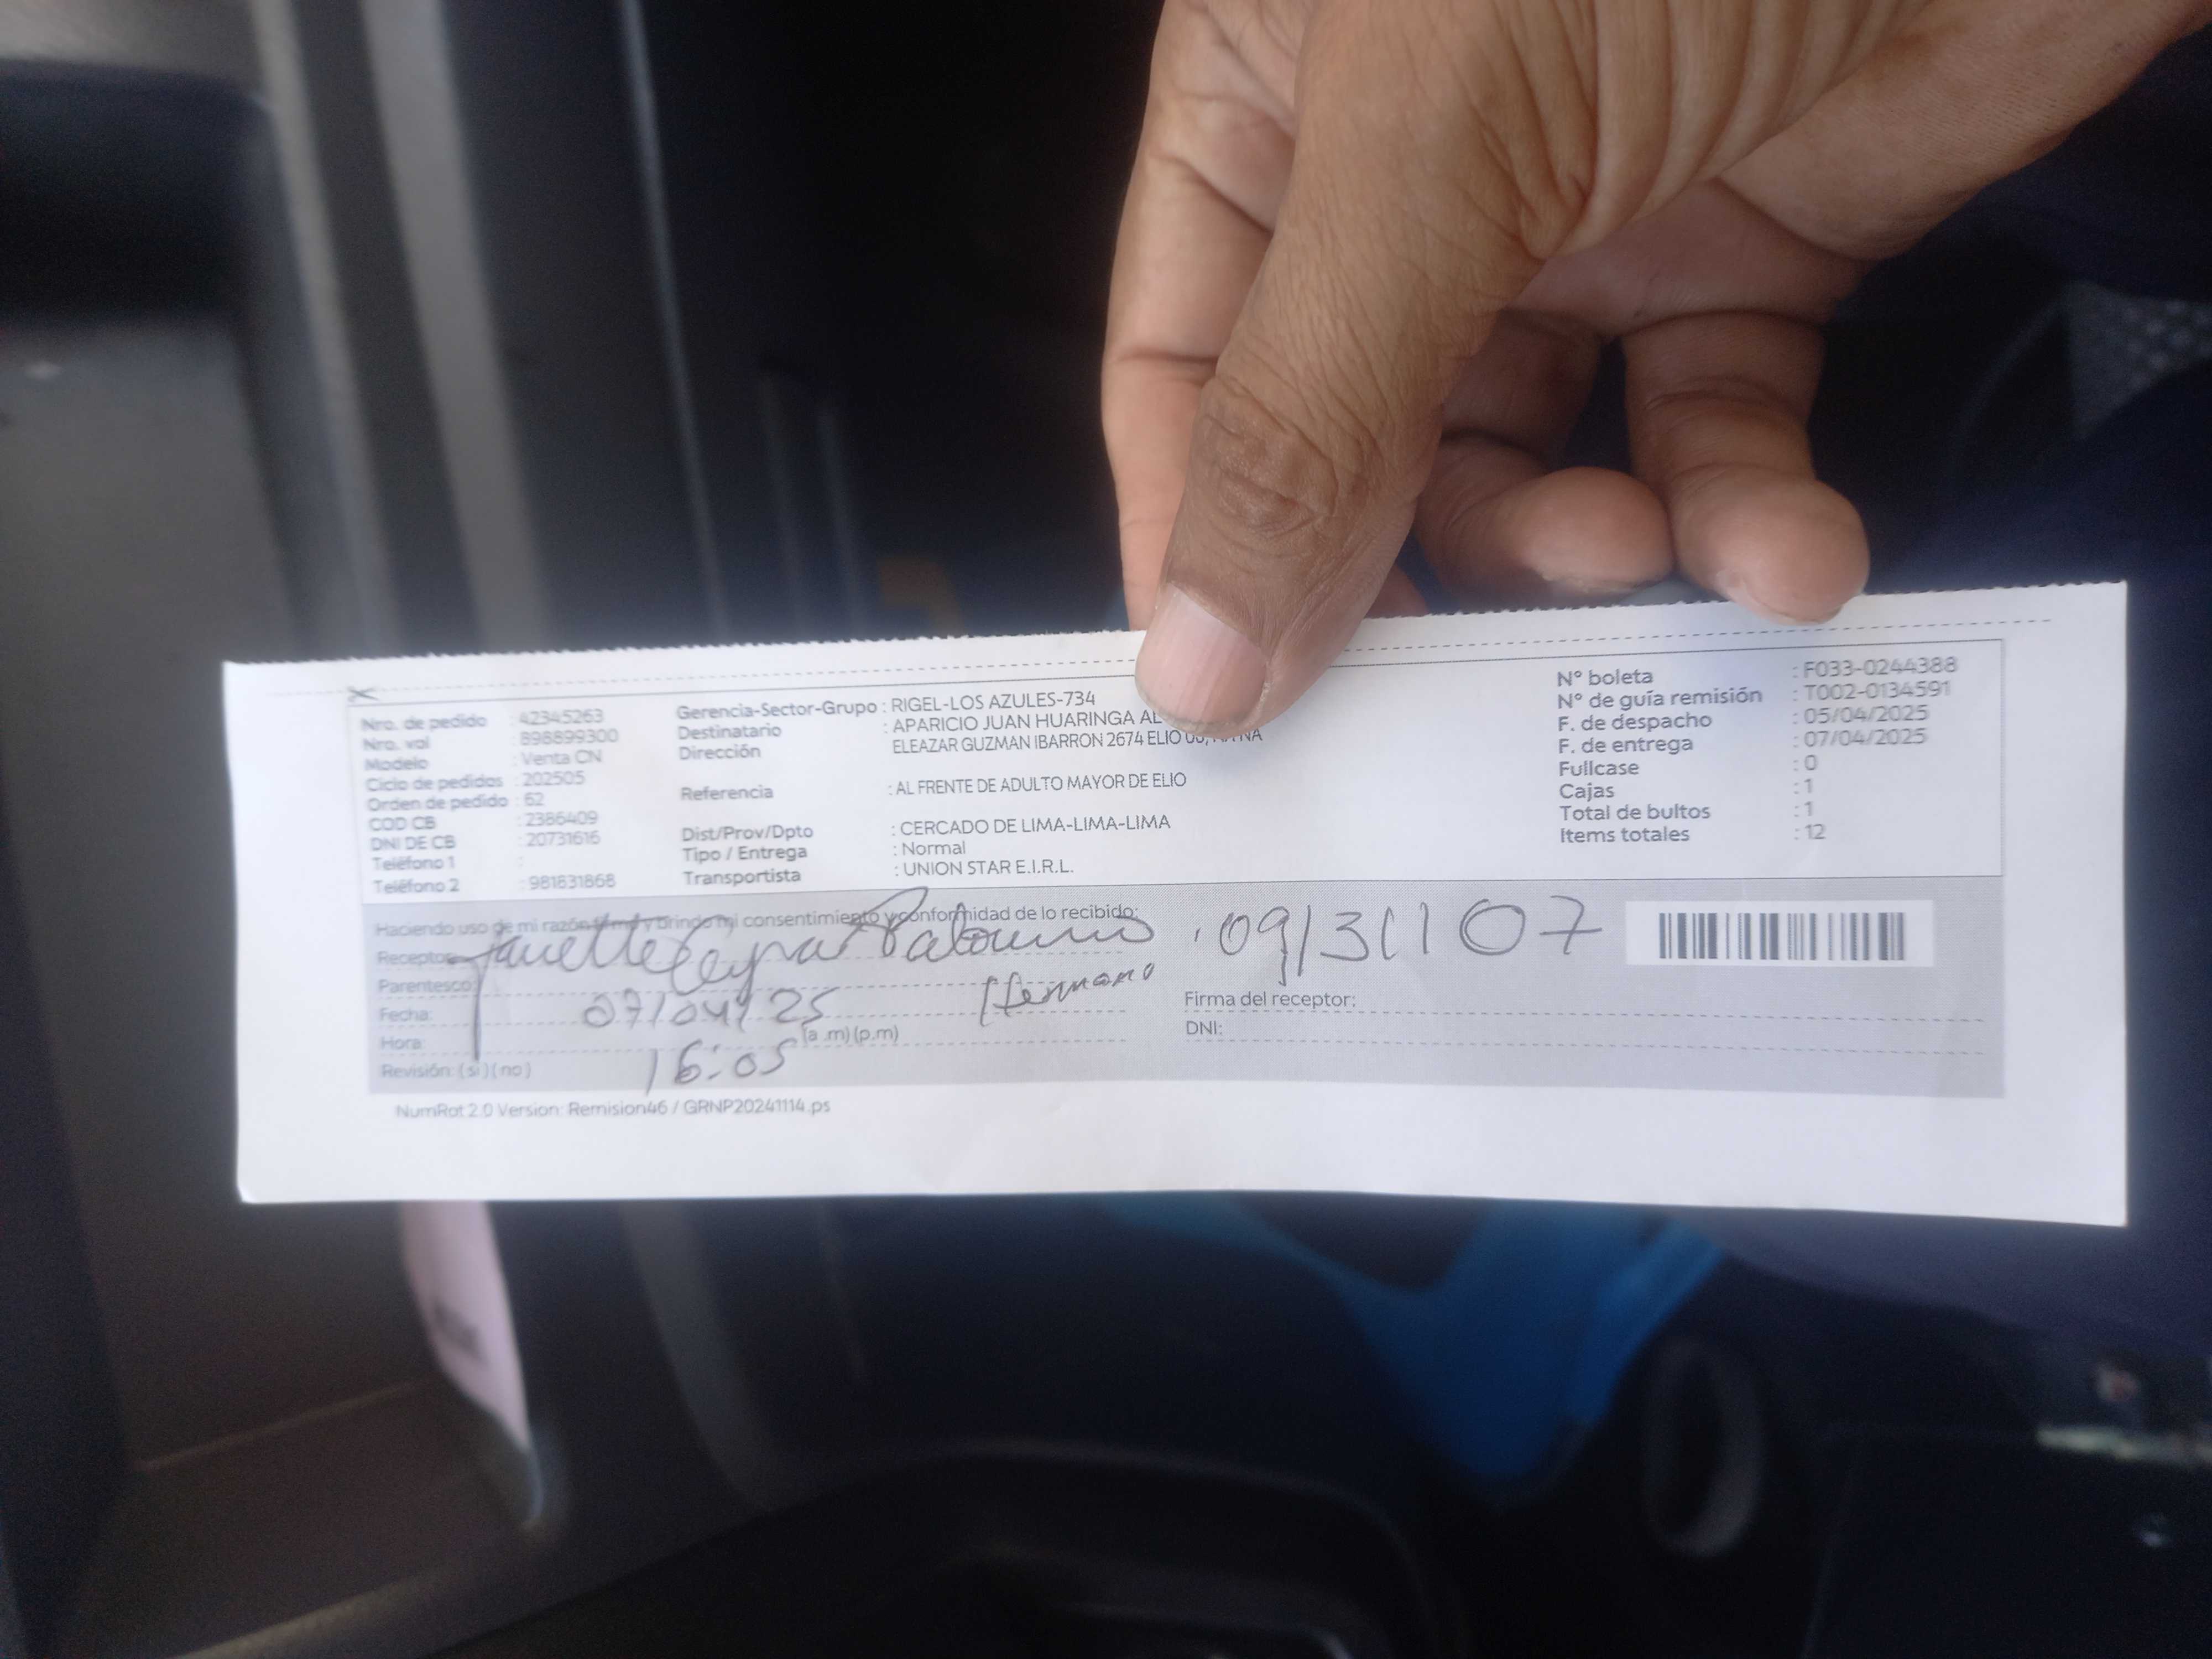 Nro. de pedido : 42345263
Nro. val : 898899300
Modelo : Venta CN
Ciclo de pedidos : 202505
Orden de pedido : 62
COD CB : 2386409
DNI DE CB : 20731616
Teléfono 1 :
Teléfono 2 : 981831868
Gerencia-Sector-Grupo : RIGEL-LOS AZULES-734
Destinatario : APARICIO JUAN HUARINGA AL
Dirección ELEAZAR GUZMAN IBARRON 2674 ELIO
Referencia : AL FRENTE DE ADULTO MAYOR DE ELIO
Dist/Prov/Dpto : CERCADO DE LIMA-LIMA-LIMA
Tipo / Entrega : Normal
Transportista : UNION STAR E.I.R.L.
N° boleta : F033-0244388
N° de guía remisión : T002-0134591
F. de despacho : 05/04/2025
F. de entrega : 07/04/2025
Fullcase : 0
Cajas : 1
Total de bultos : 1
Items totales : 12
Haciendo uso de mi razón firmo y brindo mi consentimiento y conformidad de lo recibido:
Receptor: Palomino
Parentesco: Hermano
Fecha: 07/04/25
Hora: (a .m) (p.m)
16:05
Revisión: (si) (no)
Firma del receptor:
DNI:
NumRot 2.0 Version: Remision46 / GRNP20241114.ps